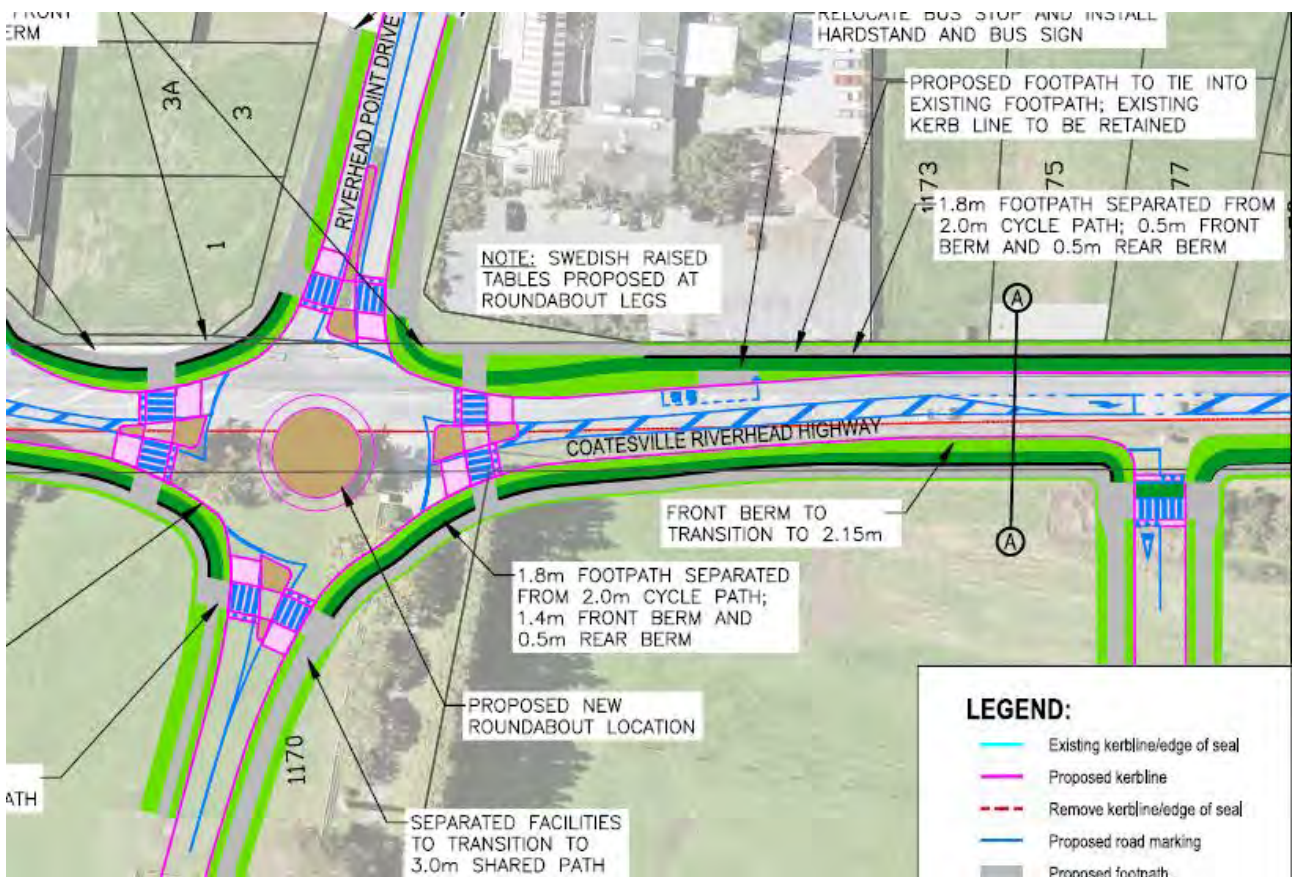 FRONT
ERM
3A
3
1
RIVERHEAD POINT DRIVE
RELOCATE BUS STOP AND INSTALL
HARDSTAND AND BUS SIGN
PROPOSED FOOTPATH TO TIE INTO
EXISTING FOOTPATH; EXISTING
KERB LINE TO BE RETAINED
1173
75
77
1.8m FOOTPATH SEPARATED FROM
2.0m CYCLE PATH; 0.5m FRONT
BERM AND 0.5m REAR BERM
NOTE: SWEDISH RAISED
TABLES PROPOSED AT
ROUNDABOUT LEGS
A
COATESVILLE RIVERHEAD HIGHWAY
FRONT BERM TO
TRANSITION TO 2.15m
A
1.8m FOOTPATH SEPARATED
FROM 2.0m CYCLE PATH;
1.4m FRONT BERM AND
0.5m REAR BERM
PROPOSED NEW
ROUNDABOUT LOCATION
1170
ATH
SEPARATED FACILITIES
TO TRANSITION TO
3.0m SHARED PATH
LEGEND:
Existing kerbline/edge of seal
Proposed kerbline
Remove kerbline/edge of seal
Proposed road marking
Proposed footpath